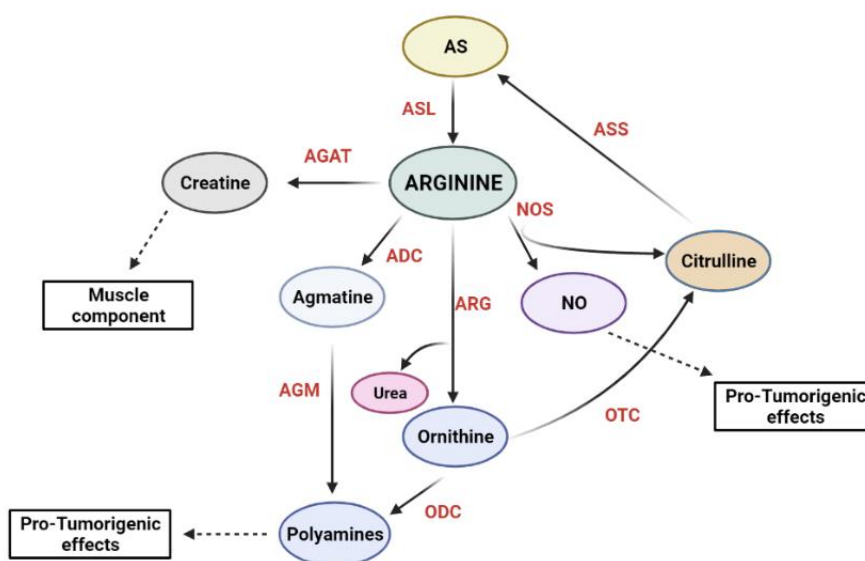 AS
ASL
ASS
AGAT
Creatine
ARGININE
NOS
ADC
Citrulline
Muscle
component
Agmatine
ARG
NO
AGM
Urea
Pro-Tumorigenic
effects
OTC
Ornithine
ODC
Pro-Tumorigenic
effects
Polyamines